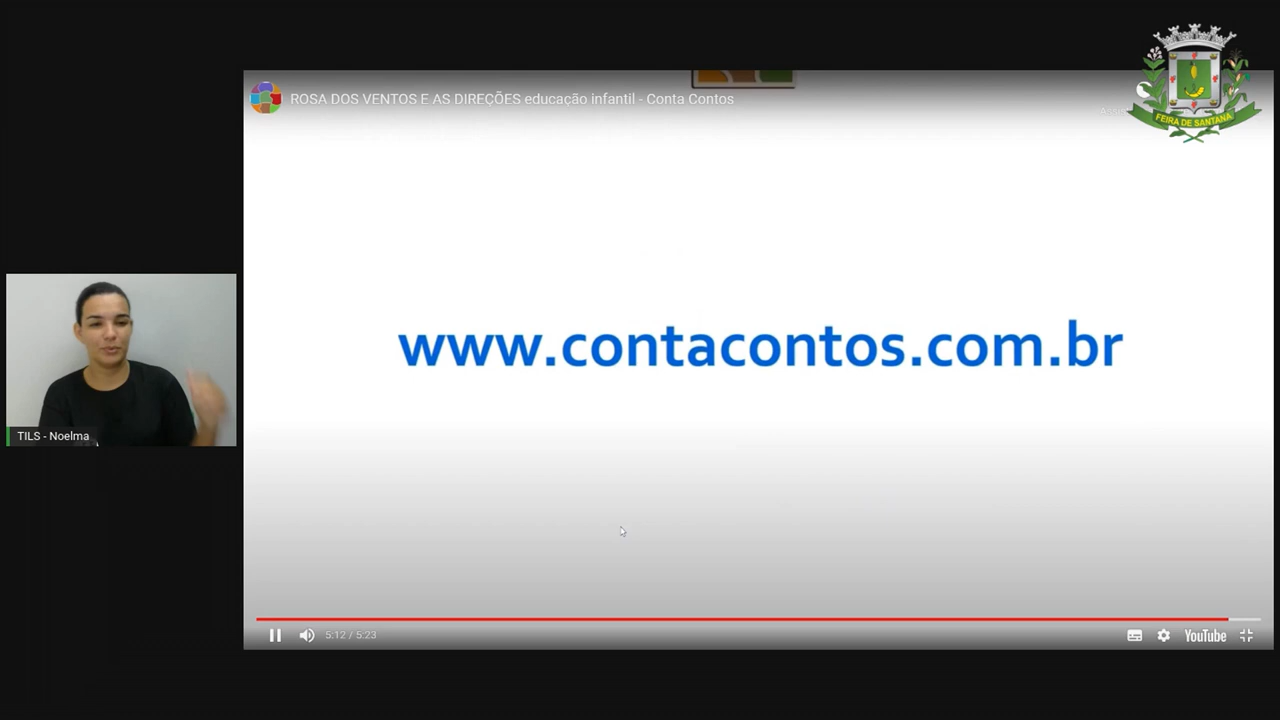 ROSA DOS VENTOS E AS DIREÇÕES educação infantil - Conta Contos
FEIRA DE SANTANA
www.contacontos.com.br
TILS - Noelma
5:12 / 5:23
YouTube